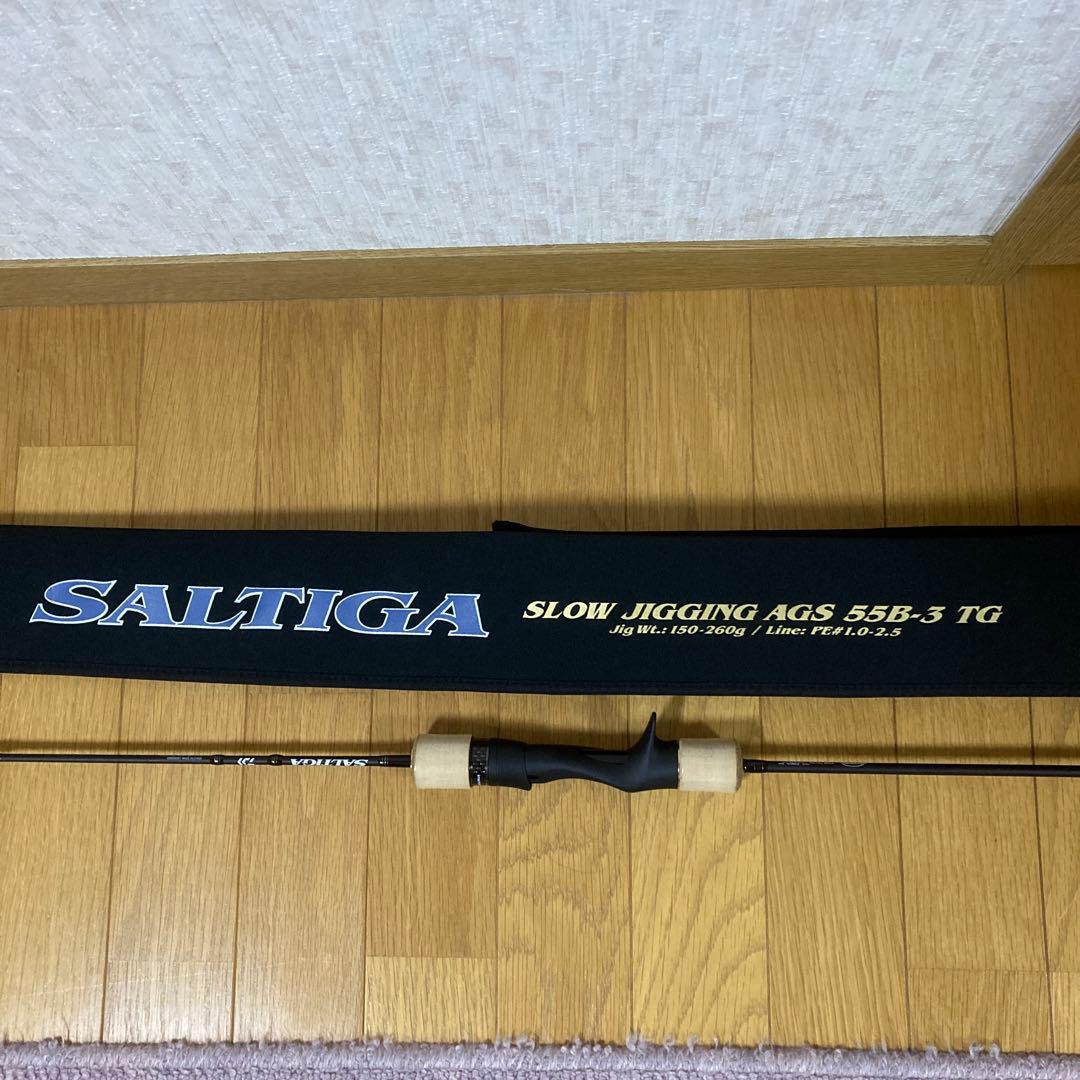 SALTIGA
SLOW JIGGING AGS 55B-3 TG
Jig Wt.: 150-260g / Line: PE#1.0-2.5
SALTIGA